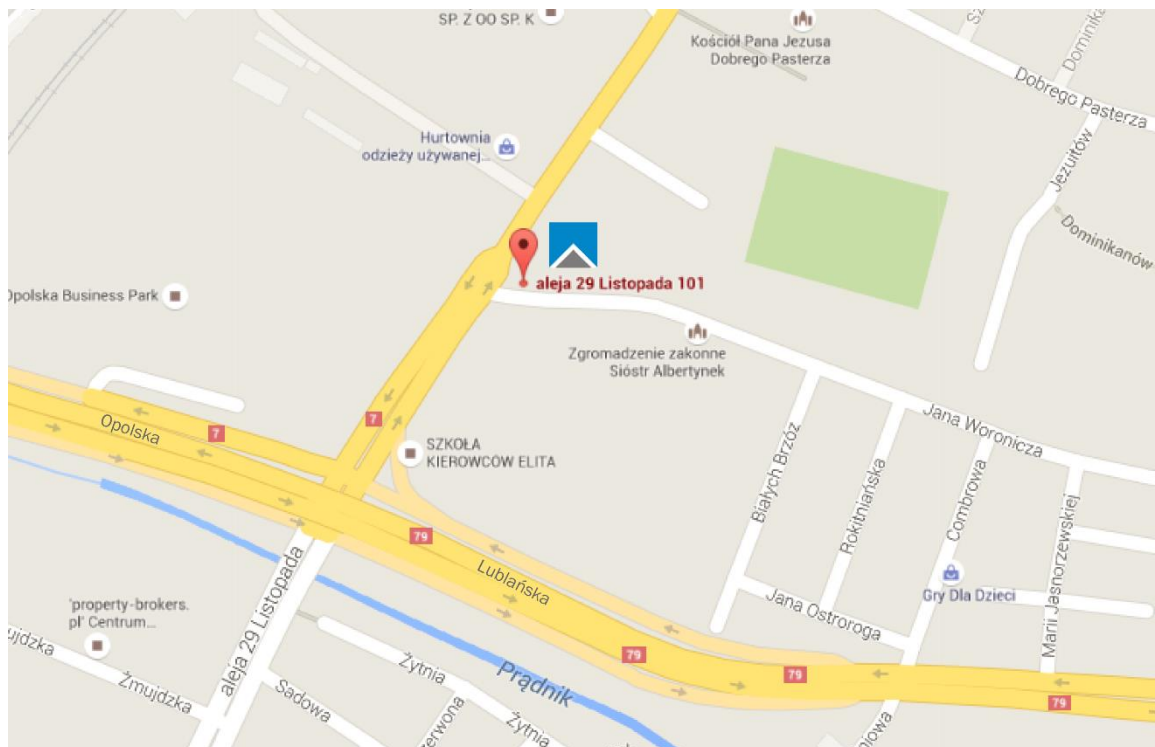 SP. Z OO SP. K
Kościół Pana Jezusa
Dobrego Pasterza
Dominika
Dobrego Pasterza
Hurtownia
odzieży używanej...
Jezuitów
Dominikanów
aleja 29 Listopada 101
Opolska Business Park
Zgromadzenie zakonne
Sióstr Albertynek
Jana Woronicza
7
Opolska
7
SZKOŁA
KIEROWCÓW ELITA
Białych Brzóz
Rokitniańska
Combrowa
Marii Jasnorzewskiej
79
Lublańska
aleja 29 Listopada
Gry Dla Dzieci
Jana Ostroroga
'property-brokers.
pl' Centrum...
Żmujdzka
Sadowa
Żytnia
Prądnik
Żytnia
79
79
79